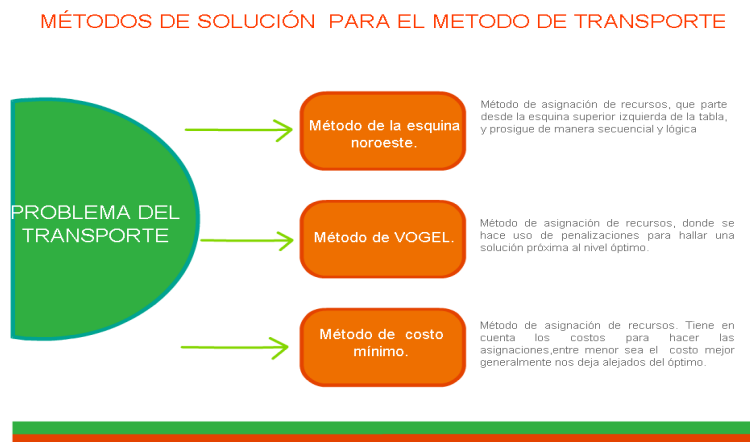 MÉTODOS DE SOLUCIÓN PARA EL METODO DE TRANSPORTE
PROBLEMA DEL
TRANSPORTE
Método de la esquina
noroeste.
Método de asignación de recursos, que parte
desde la esquina superior izquierda de la tabla,
y prosigue de manera secuencial y lógica
Método de VOGEL.
Método de asignación de recursos, donde se
hace uso de penalizaciones para hallar una
solución próxima al nivel óptimo.
Método de costo
mínimo.
Método de asignación de recursos. Tiene en
cuenta los costos para hacer las
asignaciones,entre menor sea el costo mejor
generalmente nos deja alejados del óptimo.